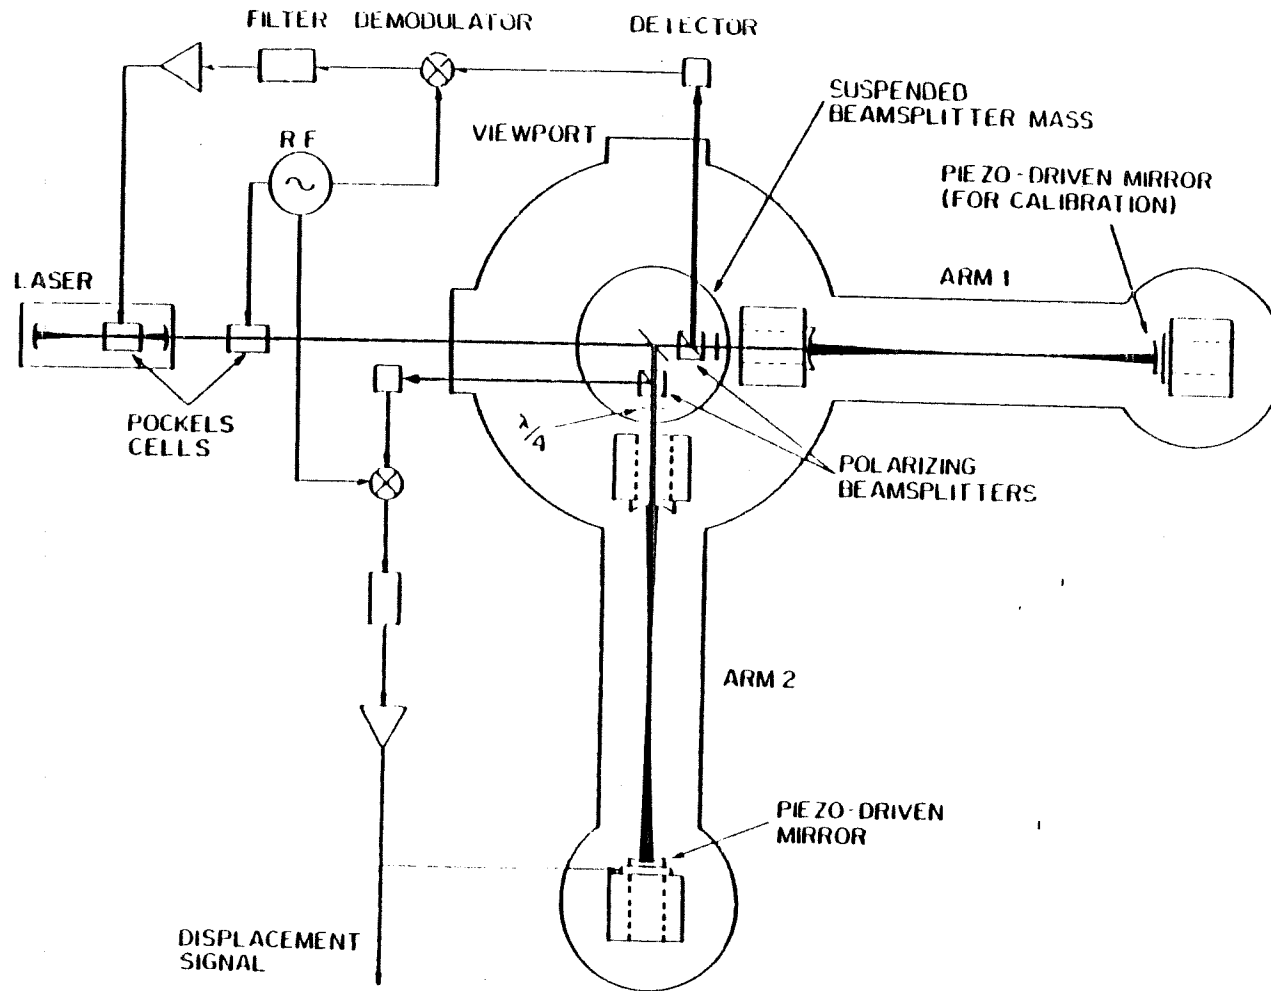 FILTER DEMODULATOR
DETECTOR
SUSPENDED
BEAMSPLITTER MASS
VIEWPORT
RF
PIEZO-DRIVEN MIRROR
(FOR CALIBRATION)
LASER
ARM 1
POCKELS
CELLS
λ/4
POLARIZING
BEAMSPLITTERS
ARM 2
PIEZO-DRIVEN
MIRROR
DISPLACEMENT
SIGNAL